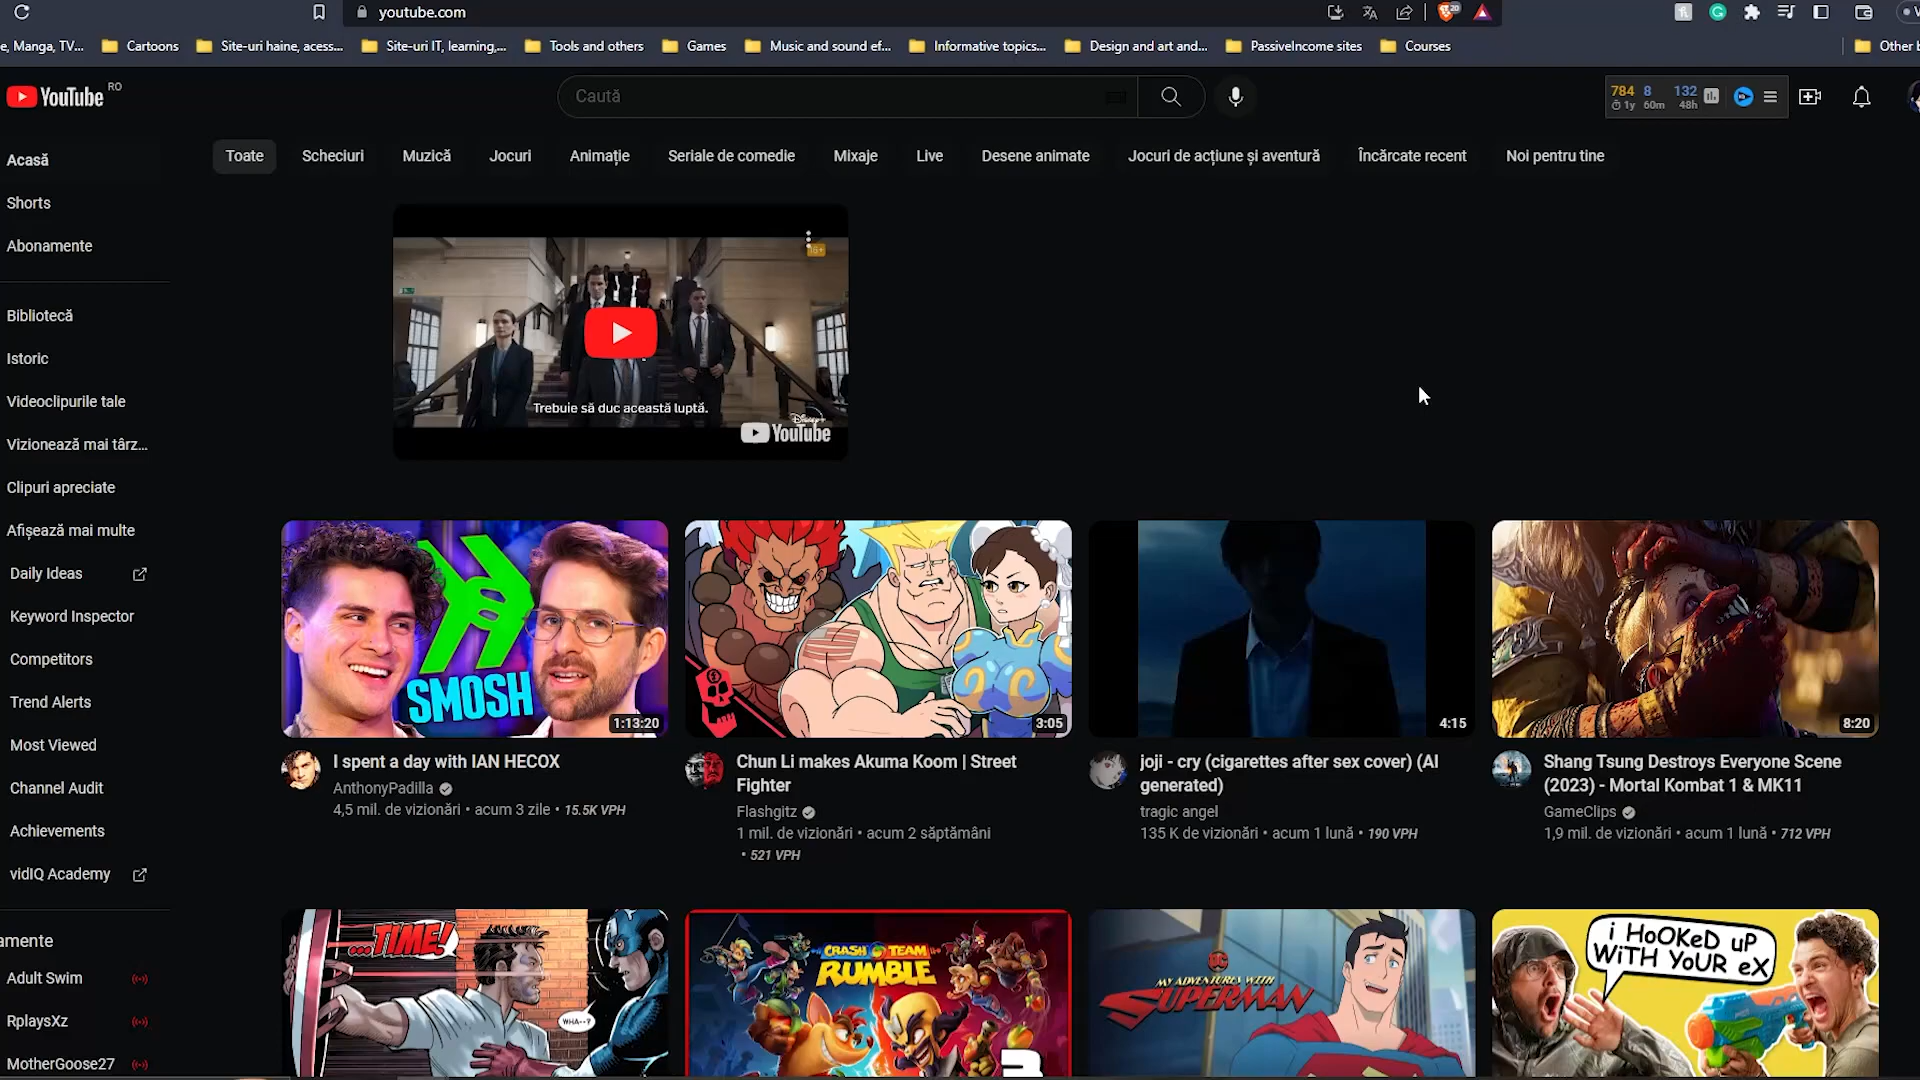 youtube.com
20
e, Manga, TV...
Cartoons
Site-uri haine, acess...
Site-uri IT, learning,...
Tools and others
Games
Music and sound ef...
Informative topics...
Design and art and...
PassiveIncome sites
Courses
Other b
YouTube RO
Caută
784 8 132
1y 60m 48h
Toate
Scheciuri
Muzică
Jocuri
Animație
Seriale de comedie
Mixaje
Live
Desene animate
Jocuri de acțiune și aventură
Încărcate recent
Noi pentru tine
Acasă
Shorts
Abonamente
Bibliotecă
Istoric
Videoclipurile tale
Vizionează mai târz...
Clipuri apreciate
Afișează mai multe
Daily Ideas
Keyword Inspector
Competitors
Trend Alerts
Most Viewed
Channel Audit
Achievements
vidIQ Academy
amente
Adult Swim
RplaysXz
MotherGoose27
Trebuie să duc această luptă.
Disney+
YouTube
SMOSH
1:13:20
I spent a day with IAN HECOX
AnthonyPadilla
4,5 mil. de vizionări • acum 3 zile • 15.5K VPH
3:05
Chun Li makes Akuma Koom | Street
Fighter
Flashgitz
1 mil. de vizionări • acum 2 săptămâni
• 521 VPH
4:15
joji - cry (cigarettes after sex cover) (AI
generated)
tragic angel
135 K de vizionări • acum 1 lună • 190 VPH
8:20
Shang Tsung Destroys Everyone Scene
(2023) - Mortal Kombat 1 & MK11
GameClips
1,9 mil. de vizionări • acum 1 lună • 712 VPH
...TIME!
WHA--?
CRASH TEAM
RUMBLE
DC
MY ADVENTURES WITH
SUPERMAN
i HoOKeD uP
WiTH YoUR eX